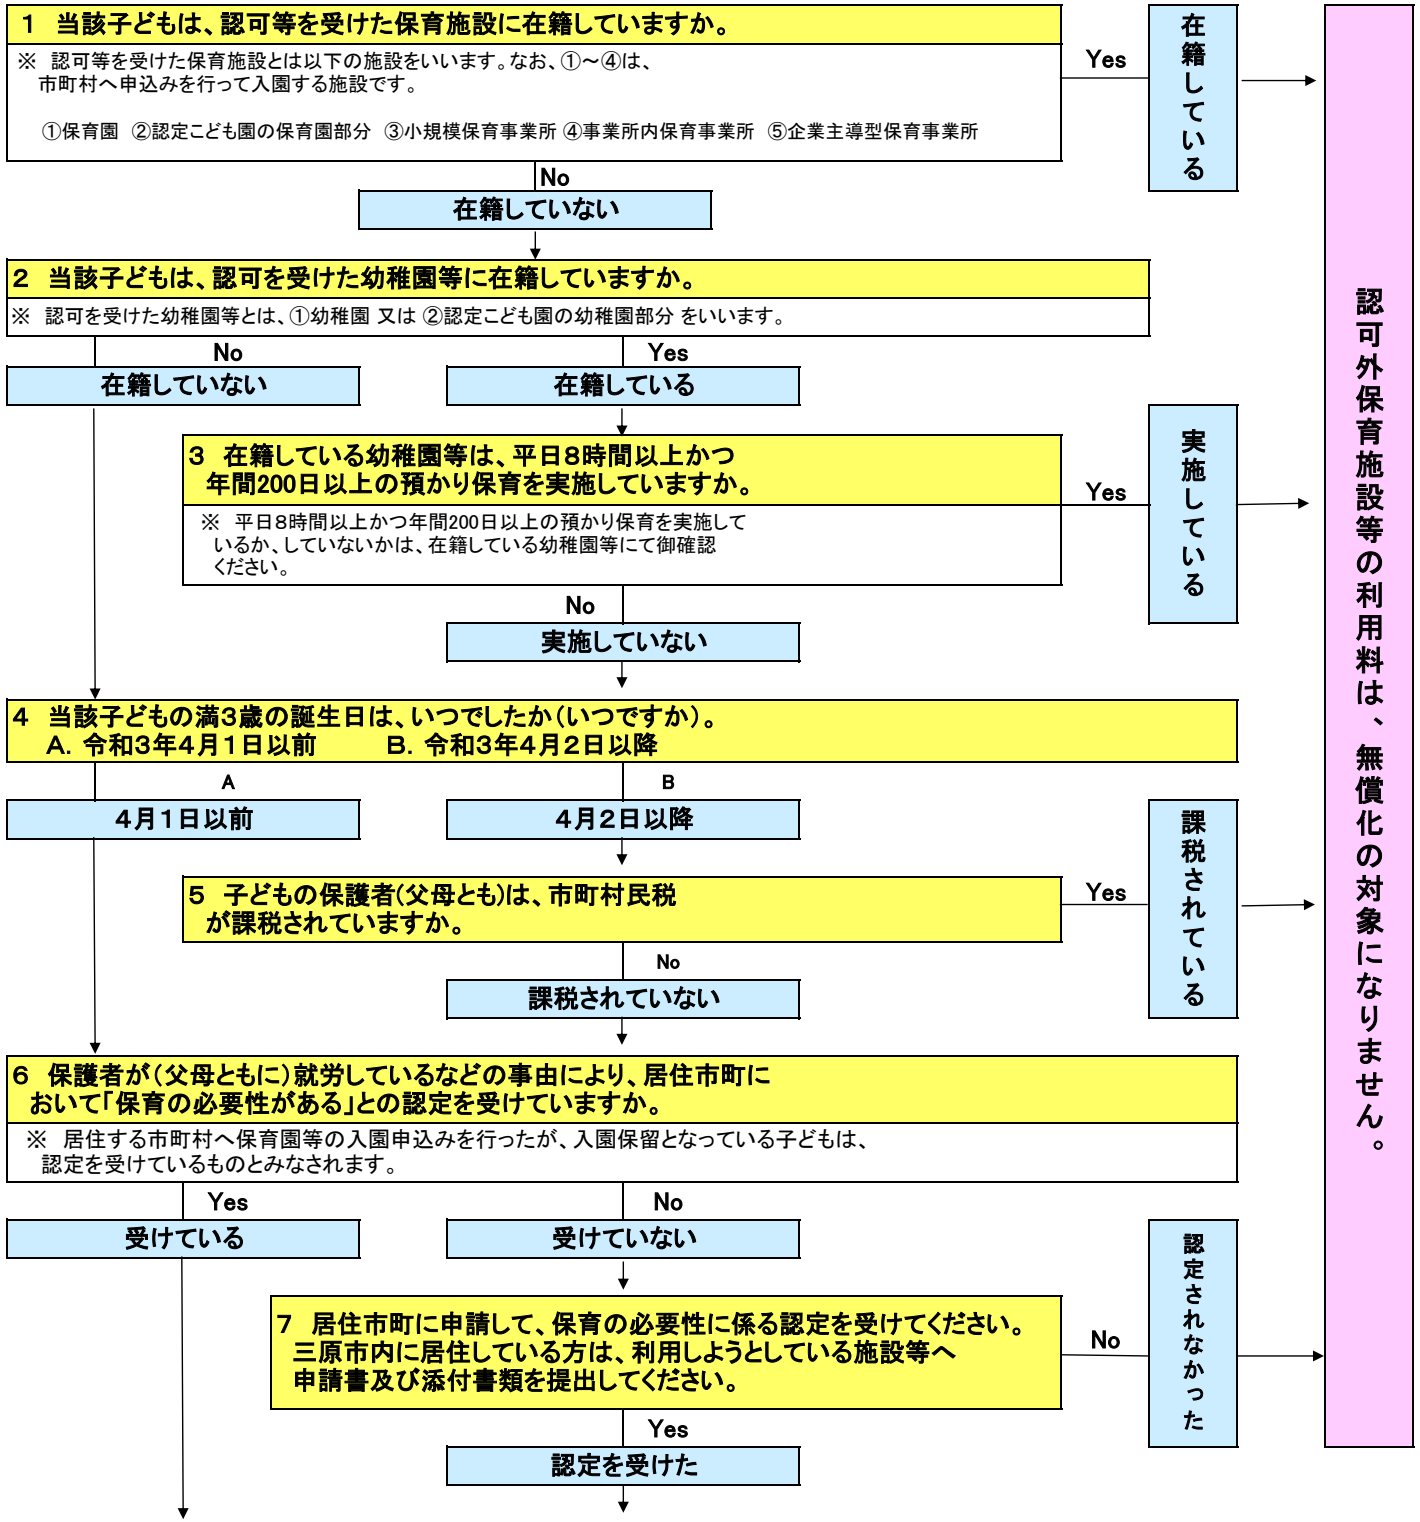 １　当該子どもは、認可等を受けた保育施設に在籍していますか。
※　認可等を受けた保育施設とは以下の施設をいいます。なお、①～④は、
市町村へ申込みを行って入園する施設です。
①保育園　②認定こども園の保育園部分　③小規模保育事業所 ④事業所内保育事業所　⑤企業主導型保育事業所
Yes
在籍している
No
在籍していない
２　当該子どもは、認可を受けた幼稚園等に在籍していますか。
※　認可を受けた幼稚園等とは、①幼稚園 又は ②認定こども園の幼稚園部分 をいいます。
No
Yes
在籍していない
在籍している
３　在籍している幼稚園等は、平日８時間以上かつ
年間200日以上の預かり保育を実施していますか。
※　平日８時間以上かつ年間200日以上の預かり保育を実施して
いるか、していないかは、在籍している幼稚園等にて御確認
ください。
Yes
実施している
No
実施していない
４　当該子どもの満３歳の誕生日は、いつでしたか（いつですか）。
Ａ．令和３年４月１日以前　　　Ｂ．令和３年４月２日以降
A
B
４月１日以前
４月２日以降
５　子どもの保護者(父母とも)は、市町村民税
が課税されていますか。
Yes
課税されている
No
課税されていない
６　保護者が（父母ともに）就労しているなどの事由により、居住市町に
おいて「保育の必要性がある」との認定を受けていますか。
※　居住する市町村へ保育園等の入園申込みを行ったが、入園保留となっている子どもは、
認定を受けているものとみなされます。
Yes
No
受けている
受けていない
７　居住市町に申請して、保育の必要性に係る認定を受けてください。
三原市内に居住している方は、利用しようとしている施設等へ
申請書及び添付書類を提出してください。
No
認定されなかった
Yes
認定を受けた
認可外保育施設等の利用料は、無償化の対象になりません。